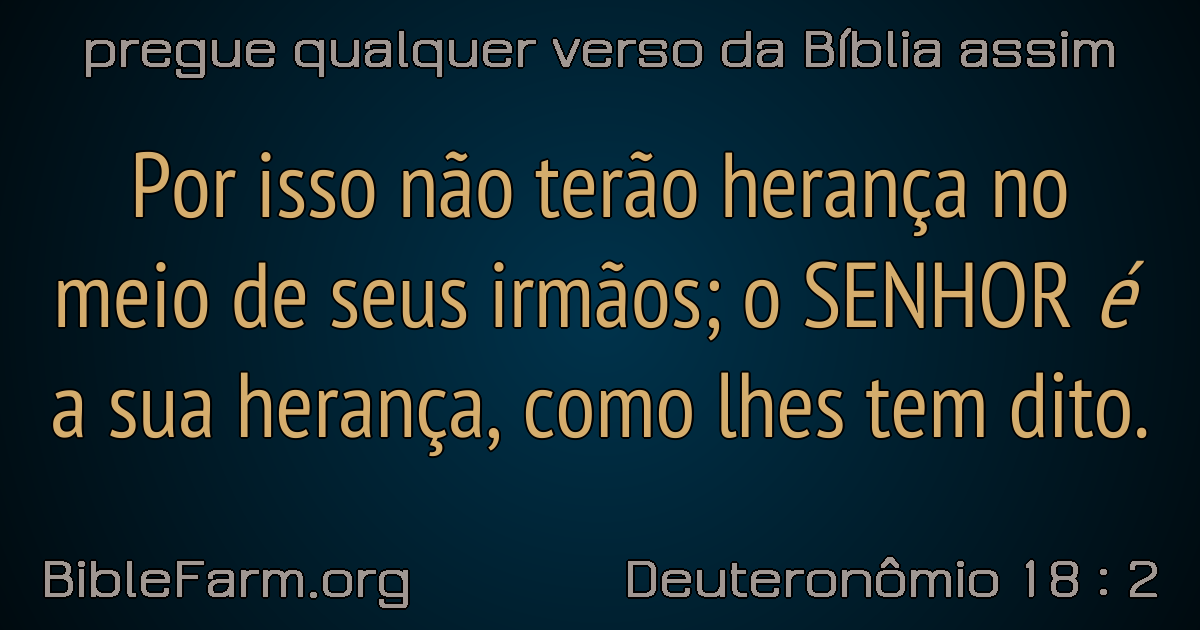 pregue qualquer verso da Bíblia assim
Por isso não terão herança no
meio de seus irmãos; o SENHOR é
a sua herança, como lhes tem dito.
BibleFarm.org
Deuteronômio 18 : 2